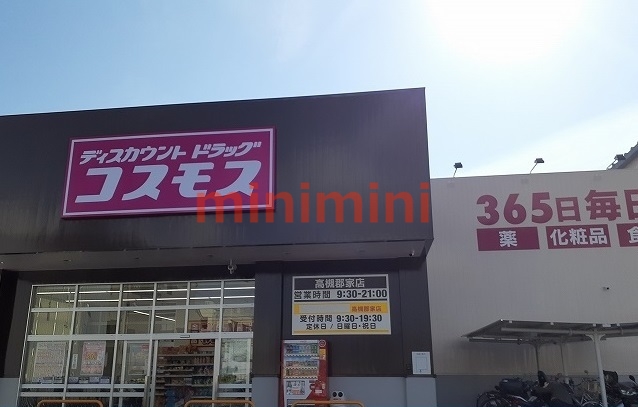 ディスカウント ドラッグ
コスモス
minimini
365日毎日
薬 化粧品 食
高槻郡家店
営業時間 9:30-21:00
高槻郡家店
受付時間 9:30-19:30
定休日 / 日曜日・祝日